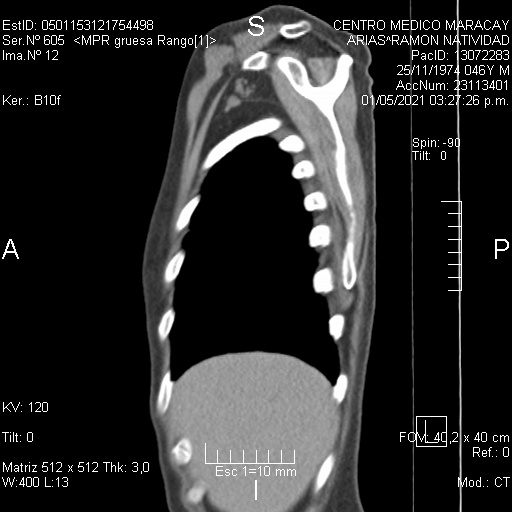 EstID: 0501153121754498
Ser.Nº 605 <MPR gruesa Rango[1]>
Ima.Nº 12
Ker.: B10f
S
CENTRO MEDICO MARACAY
ARIAS^RAMON NATIVIDAD
PacID: 13072283
25/11/1974 046Y M
AccNum: 23113401
01/05/2021 03:27:26 p.m.
Spin: -90
Tilt: 0
A
P
KV: 120
Tilt: 0
Matriz 512 x 512 Thk: 3,0
W:400 L:13
Esc 1=10 mm
I
FOV: 40,2 x 40 cm
Ref.: 0
Mod.: CT